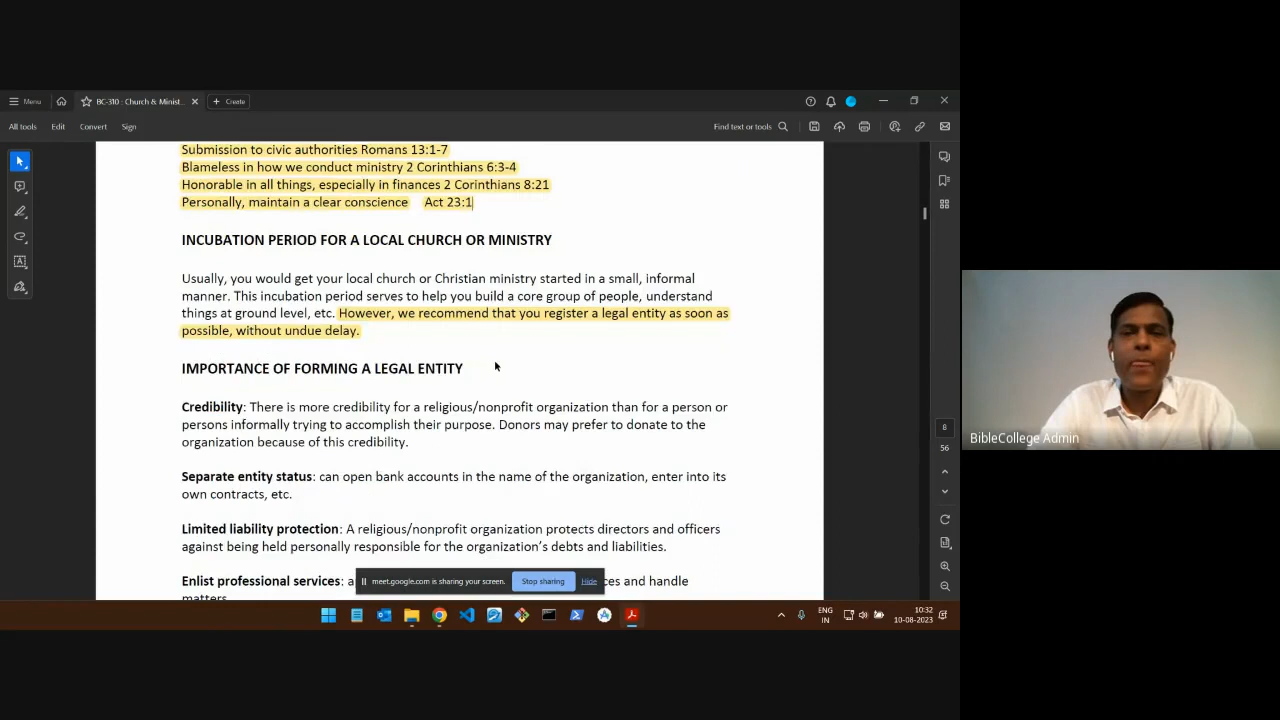 Menu
BC-310 : Church & Minist...
Create
All tools
Edit
Convert
Sign
Find text or tools
Submission to civic authorities Romans 13:1-7
Blameless in how we conduct ministry 2 Corinthians 6:3-4
Honorable in all things, especially in finances 2 Corinthians 8:21
Personally, maintain a clear conscience Act 23:1
INCUBATION PERIOD FOR A LOCAL CHURCH OR MINISTRY
Usually, you would get your local church or Christian ministry started in a small, informal
manner. This incubation period serves to help you build a core group of people, understand
things at ground level, etc. However, we recommend that you register a legal entity as soon as
possible, without undue delay.
IMPORTANCE OF FORMING A LEGAL ENTITY
Credibility: There is more credibility for a religious/nonprofit organization than for a person or
persons informally trying to accomplish their purpose. Donors may prefer to donate to the
organization because of this credibility.
Separate entity status: can open bank accounts in the name of the organization, enter into its
own contracts, etc.
Limited liability protection: A religious/nonprofit organization protects directors and officers
against being held personally responsible for the organization's debts and liabilities.
Enlist professional services: a
ces and handle
matters
meet.google.com is sharing your screen.
Stop sharing
Hide
8
56
BibleCollege Admin
ENG
IN
10:32
10-08-2023